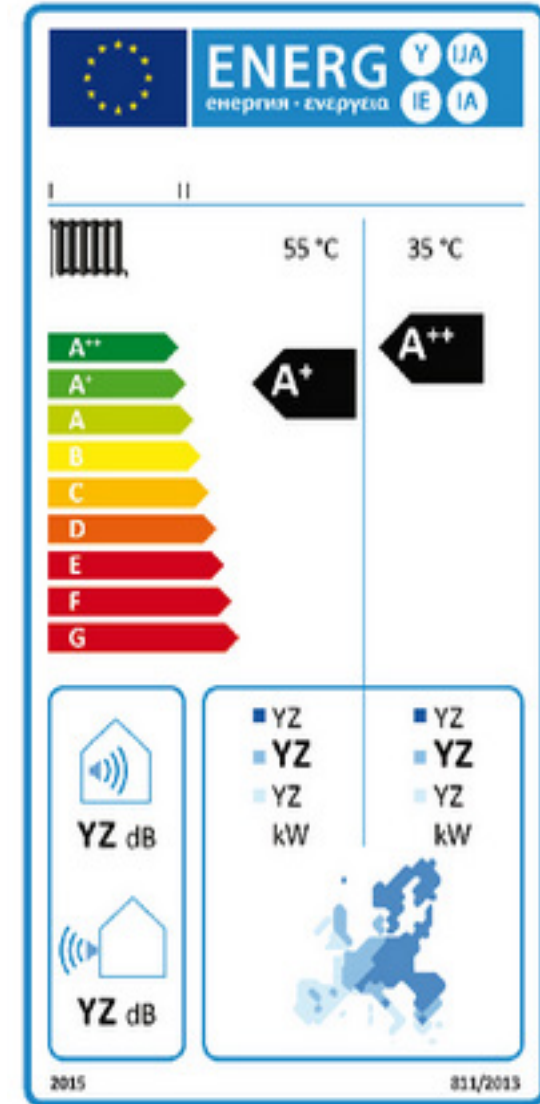 ENERG Y IJA
енергия · ενεργεια IE IA
I II
55 °C 35 °C
A++
A+
A
B
C
D
E
F
G
A+
A++
YZ dB
YZ dB
YZ YZ
YZ YZ
YZ YZ
kW kW
2015 811/2013